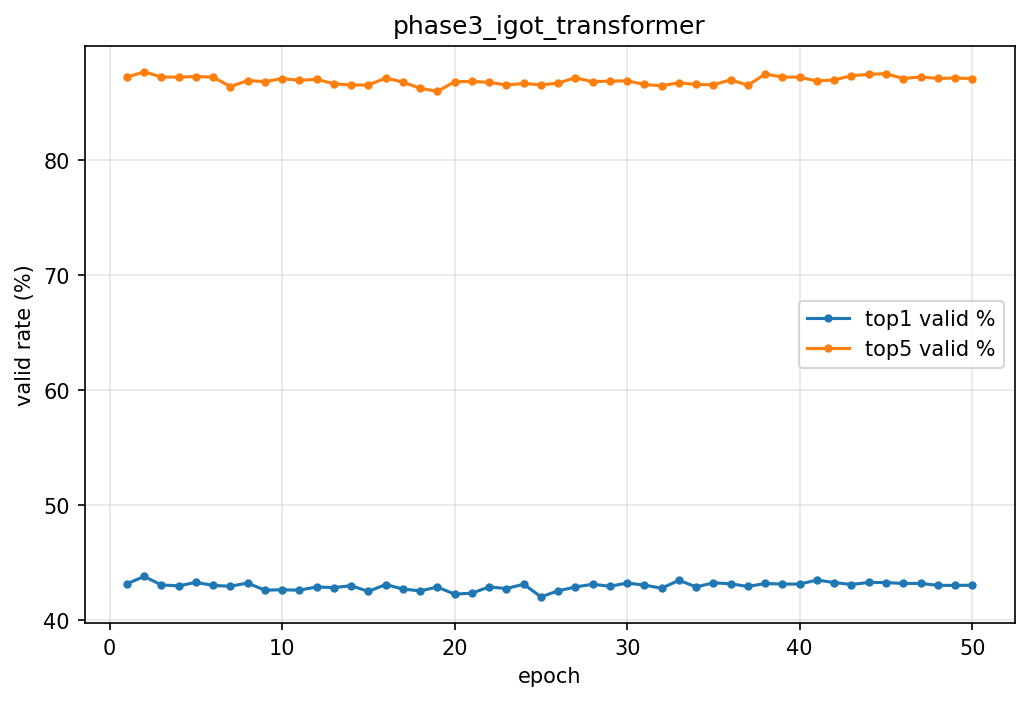 phase3_igot_transformer
valid rate (%)
80
70
60
50
40
top1 valid %
top5 valid %
0 10 20 30 40 50
epoch